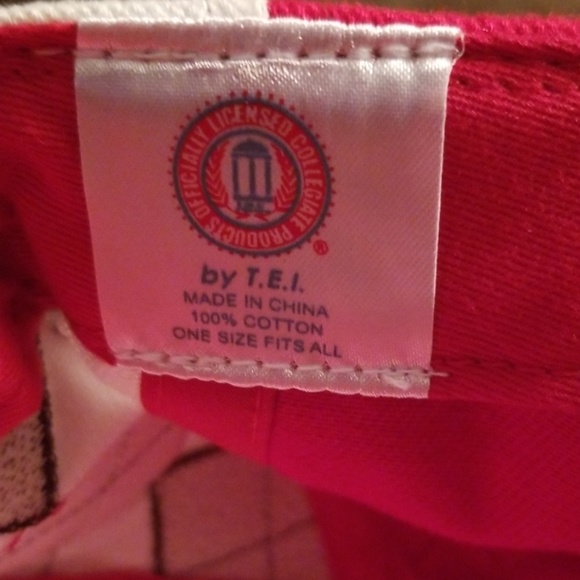 OFFICIALLY LICENSED COLLEGIATE PRODUCTS
®
by T.E.I.
MADE IN CHINA
100% COTTON
ONE SIZE FITS ALL